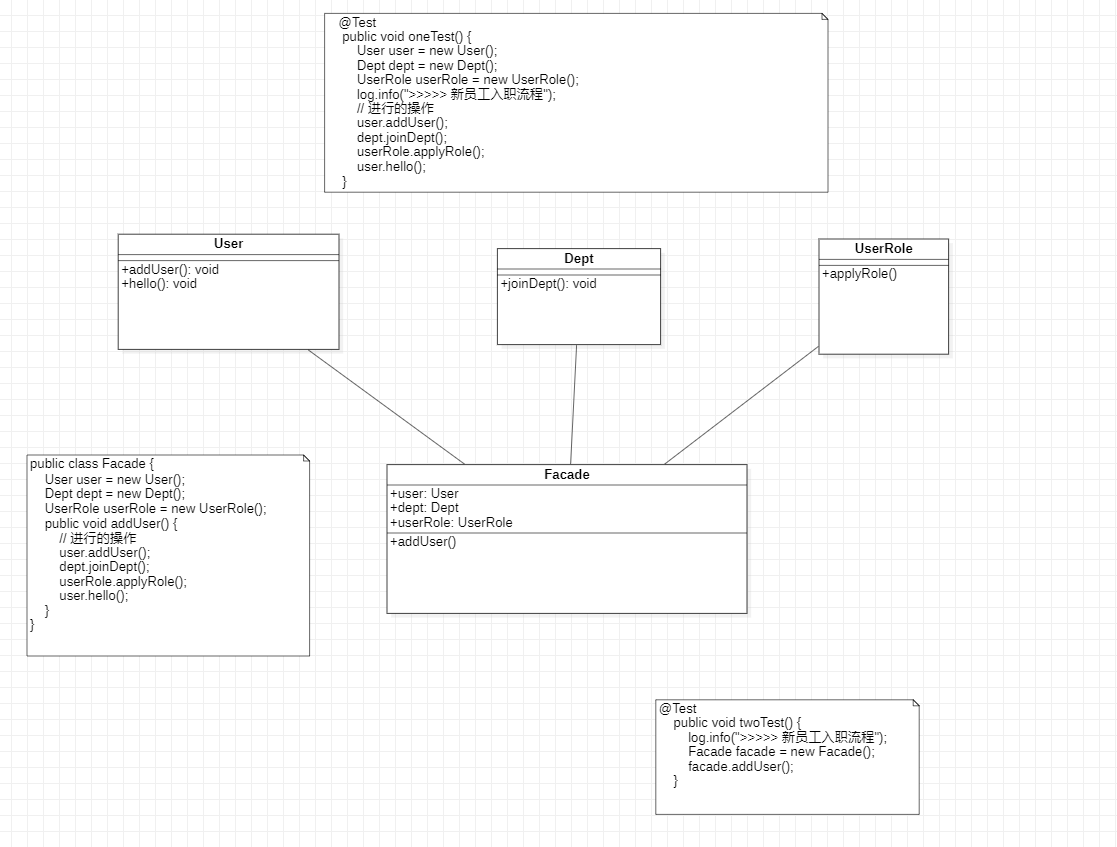 @Test
public void oneTest() {
User user = new User();
Dept dept = new Dept();
UserRole userRole = new UserRole();
log.info(">>>>> 新员工入职流程");
// 进行的操作
user.addUser();
dept.joinDept();
userRole.applyRole();
user.hello();
}
User
+addUser(): void
+hello(): void
Dept
+joinDept(): void
UserRole
+applyRole()
public class Facade {
User user = new User();
Dept dept = new Dept();
UserRole userRole = new UserRole();
public void addUser() {
// 进行的操作
user.addUser();
dept.joinDept();
userRole.applyRole();
user.hello();
}
}
Facade
+user: User
+dept: Dept
+userRole: UserRole
+addUser()
@Test
public void twoTest() {
log.info(">>>>> 新员工入职流程");
Facade facade = new Facade();
facade.addUser();
}